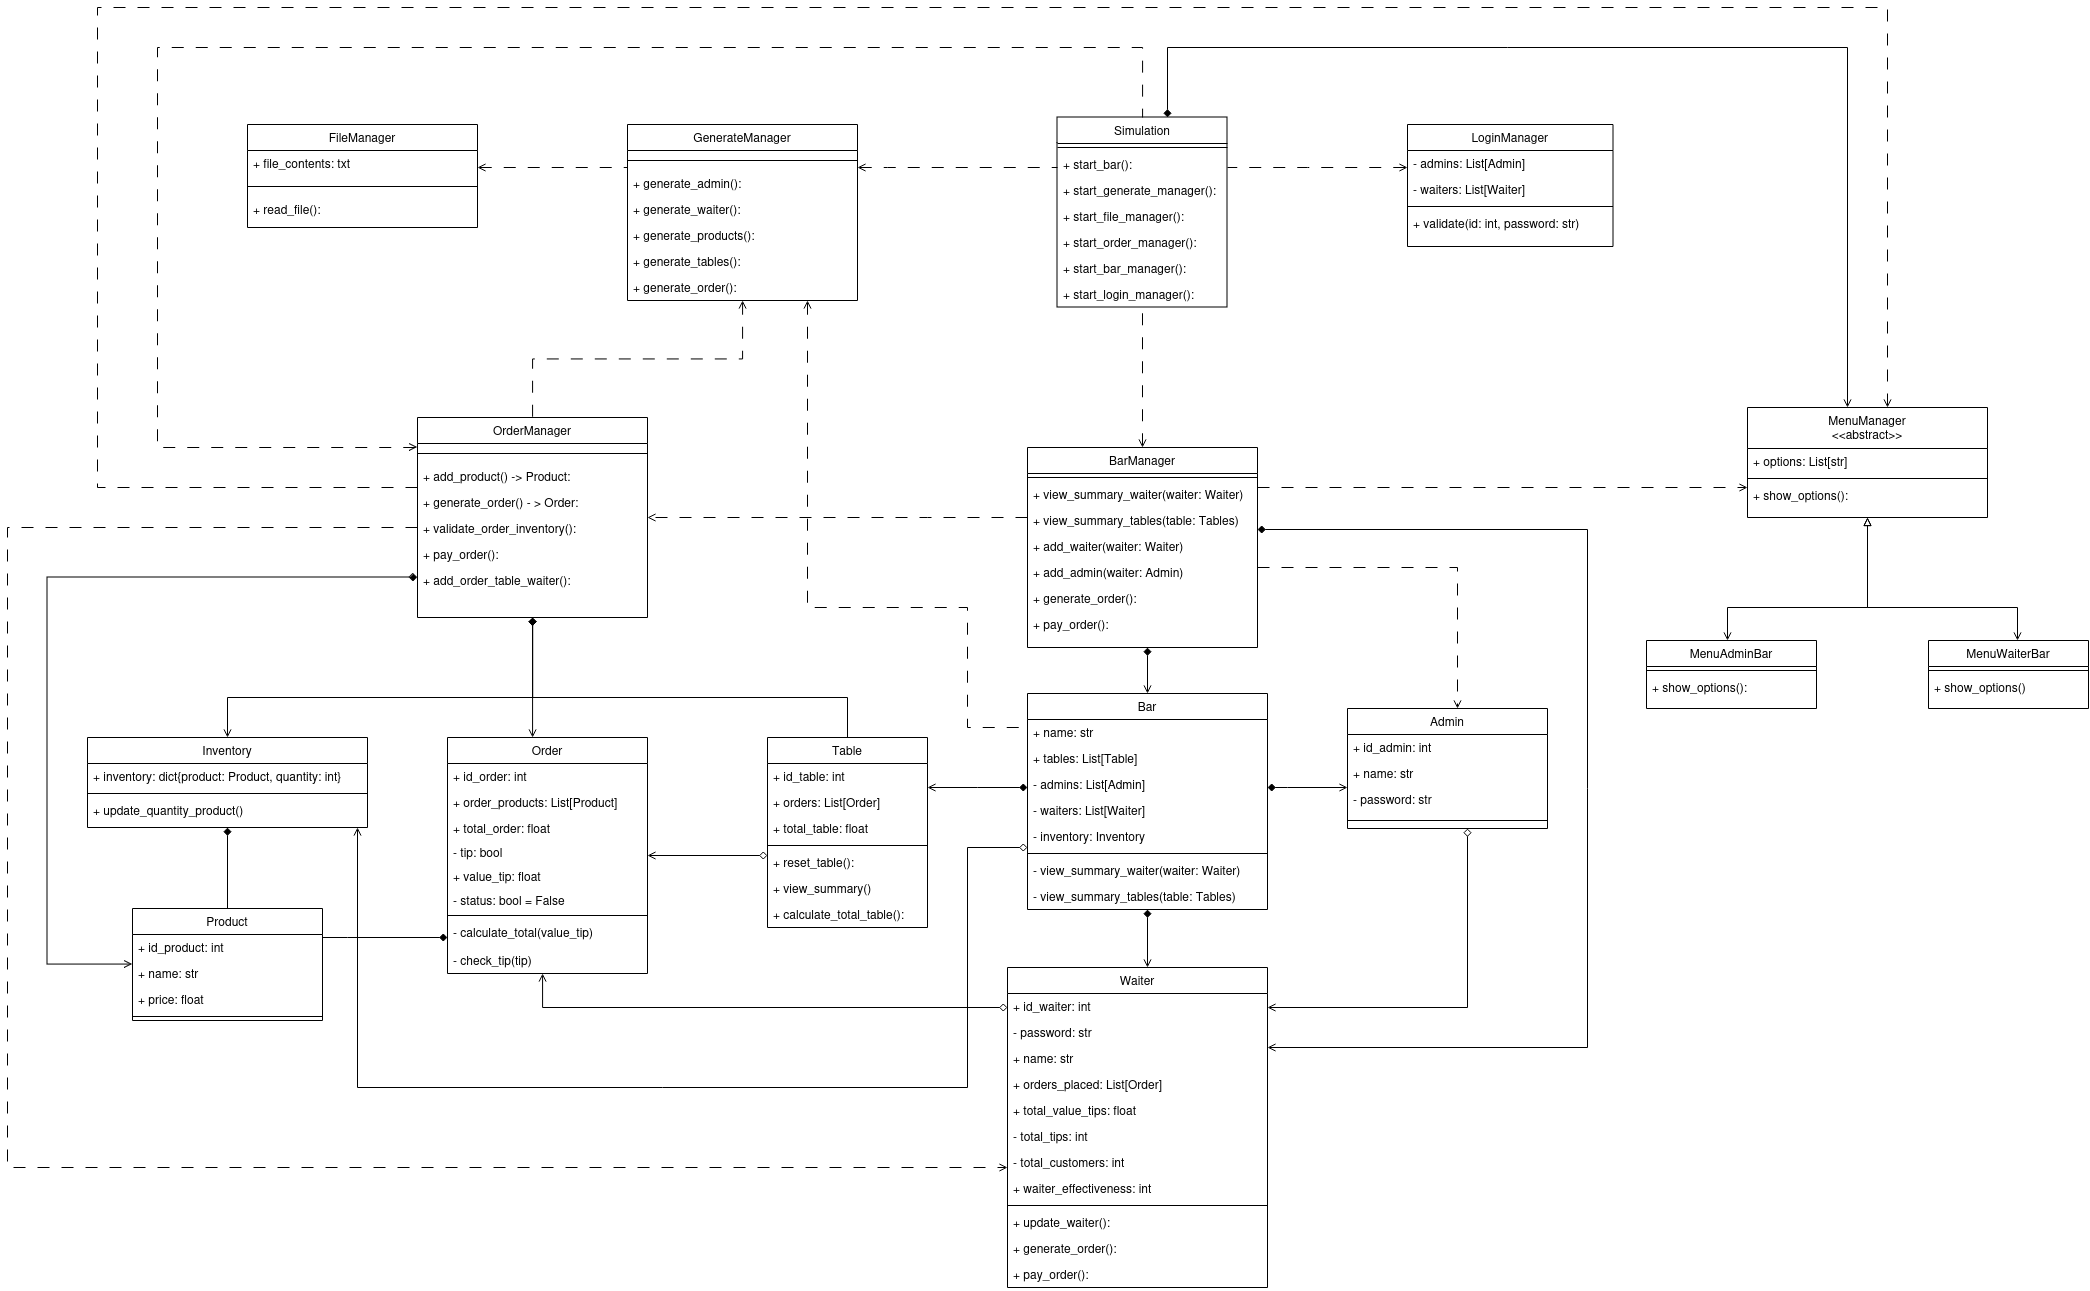 FileManager
+ file_contents: txt
+ read_file():
GenerateManager
+ generate_admin():
+ generate_waiter():
+ generate_products():
+ generate_tables():
+ generate_order():
Simulation
+ start_bar():
+ start_generate_manager():
+ start_file_manager():
+ start_order_manager():
+ start_bar_manager():
+ start_login_manager():
LoginManager
- admins: List[Admin]
- waiters: List[Waiter]
+ validate(id: int, password: str)
OrderManager
+ add_product() -> Product:
+ generate_order() - > Order:
+ validate_order_inventory():
+ pay_order():
+ add_order_table_waiter():
BarManager
+ view_summary_waiter(waiter: Waiter)
+ view_summary_tables(table: Tables)
+ add_waiter(waiter: Waiter)
+ add_admin(waiter: Admin)
+ generate_order():
+ pay_order():
MenuManager
<<abstract>>
+ options: List[str]
+ show_options():
MenuAdminBar
+ show_options():
MenuWaiterBar
+ show_options()
Inventory
+ inventory: dict{product: Product, quantity: int}
+ update_quantity_product()
Order
+ id_order: int
+ order_products: List[Product]
+ total_order: float
- tip: bool
+ value_tip: float
- status: bool = False
- calculate_total(value_tip)
- check_tip(tip)
Table
+ id_table: int
+ orders: List[Order]
+ total_table: float
+ reset_table():
+ view_summary()
+ calculate_total_table():
Bar
+ name: str
+ tables: List[Table]
- admins: List[Admin]
- waiters: List[Waiter]
- inventory: Inventory
- view_summary_waiter(waiter: Waiter)
- view_summary_tables(table: Tables)
Admin
+ id_admin: int
+ name: str
- password: str
Product
+ id_product: int
+ name: str
+ price: float
Waiter
+ id_waiter: int
- password: str
+ name: str
+ orders_placed: List[Order]
+ total_value_tips: float
- total_tips: int
- total_customers: int
+ waiter_effectiveness: int
+ update_waiter():
+ generate_order():
+ pay_order():